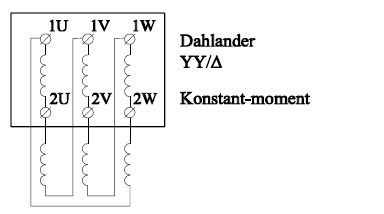 1U 1V 1W
Dahlander
YY/Δ
2U 2V 2W
Konstant-moment